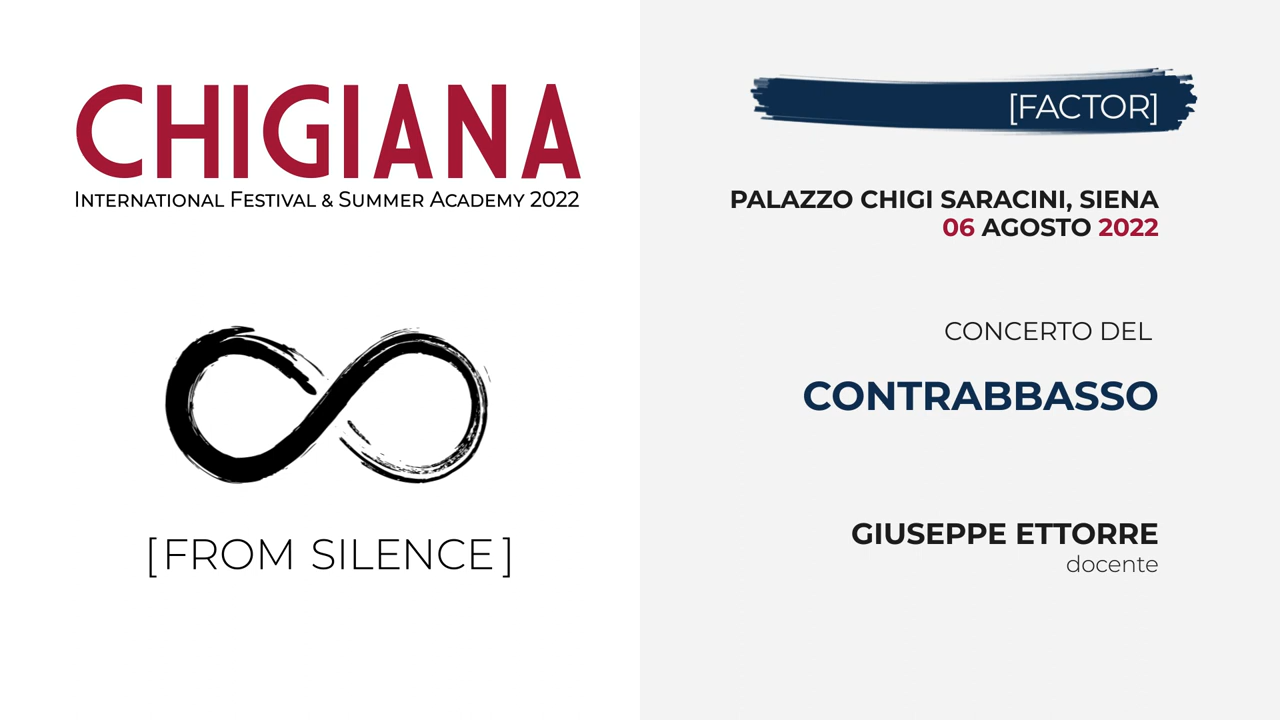 CHIGIANA
International Festival & Summer Academy 2022
[FROM SILENCE]
[FACTOR]
PALAZZO CHIGI SARACINI, SIENA
06 AGOSTO 2022
CONCERTO DEL
CONTRABBASSO
GIUSEPPE ETTORRE
docente